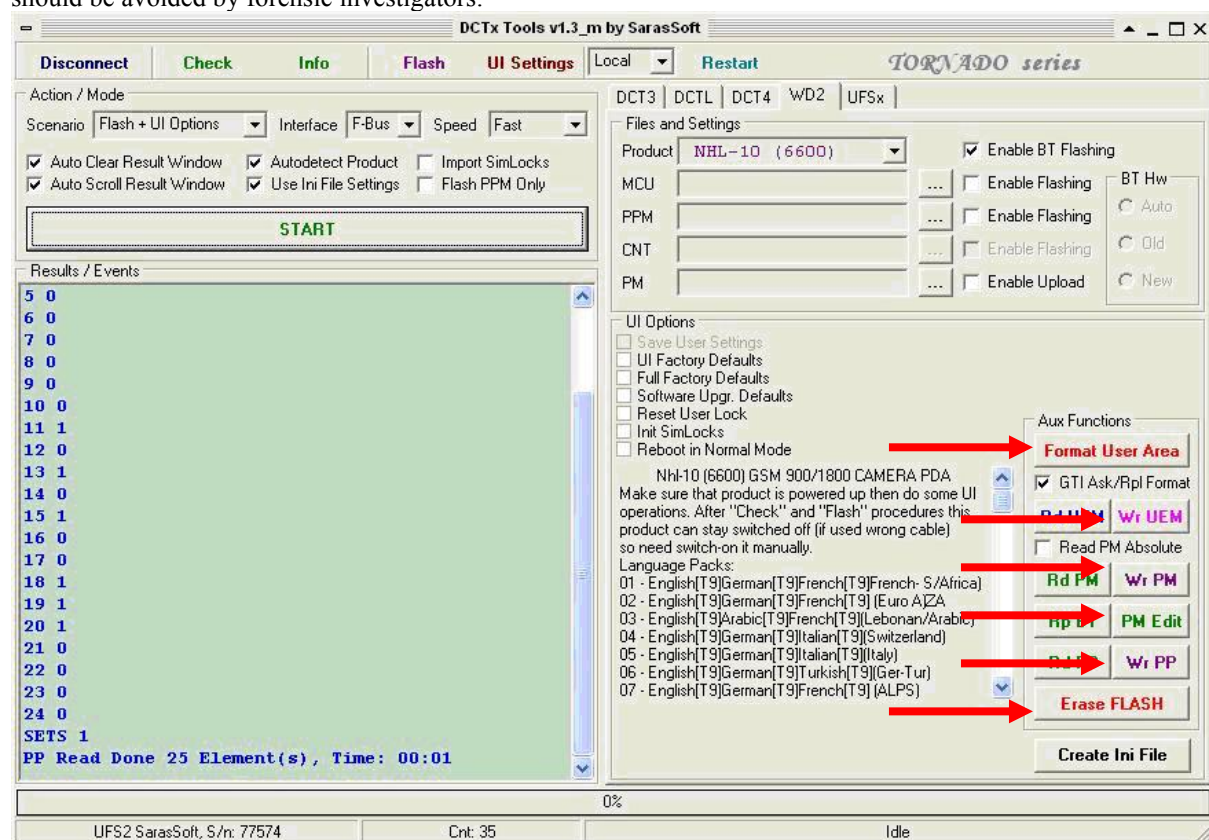 should be avoided by forensic investigators.
DCTx Tools v1.3_m by SarasSoft
Disconnect Check Info Flash UI Settings Local Restart TORNADO series
Action / Mode
Scenario Flash + UI Options Interface F-Bus Speed Fast
Auto Clear Result Window Autodetect Product Import SimLocks
Auto Scroll Result Window Use Ini File Settings Flash PPM Only
START
Results / Events
5 0
6 0
7 0
8 0
9 0
10 0
11 1
12 0
13 1
14 0
15 1
16 0
17 0
18 1
19 1
20 1
21 0
22 0
23 0
24 0
SETS 1
PP Read Done 25 Element(s), Time: 00:01
DCT3 DCTL DCT4 WD2 UFSx
Files and Settings
Product NHL-10 (6600) Enable BT Flashing
MCU ... Enable Flashing
PPM ... Enable Flashing
CNT ... Enable Flashing
PM ... Enable Upload
BT Hw
Auto
Old
New
UI Options
Save User Settings
UI Factory Defaults
Full Factory Defaults
Software Upgr. Defaults
Reset User Lock
Init SimLocks
Reboot in Normal Mode
Nhl-10 (6600) GSM 900/1800 CAMERA PDA
Make sure that product is powered up then do some UI
operations. After "Check" and "Flash" procedures this
product can stay switched off (if used wrong cable)
so need switch-on it manually.
Language Packs:
01 - English[T9]German[T9]French[T9]French- S/Africa)
02 - English[T9]German[T9]French[T9] (Euro A)ZA
03 - English[T9]Arabic[T9]French[T9](Lebonan/Arabic)
04 - English[T9]German[T9]Italian[T9](Switzerland)
05 - English[T9]German[T9]Italian[T9](Italy)
06 - English[T9]German[T9]Turkish[T9](Ger-Tur)
07 - English[T9]German[T9]French[T9] (ALPS)
Aux Functions
Format User Area
GTI Ask/Rpl Format
Rd UEM Wr UEM
Read PM Absolute
Rd PM Wr PM
Rp BT PM Edit
Wr PP
Erase FLASH
Create Ini File
0%
UFS2 SarasSoft, S/n: 77574 Cnt: 35 Idle